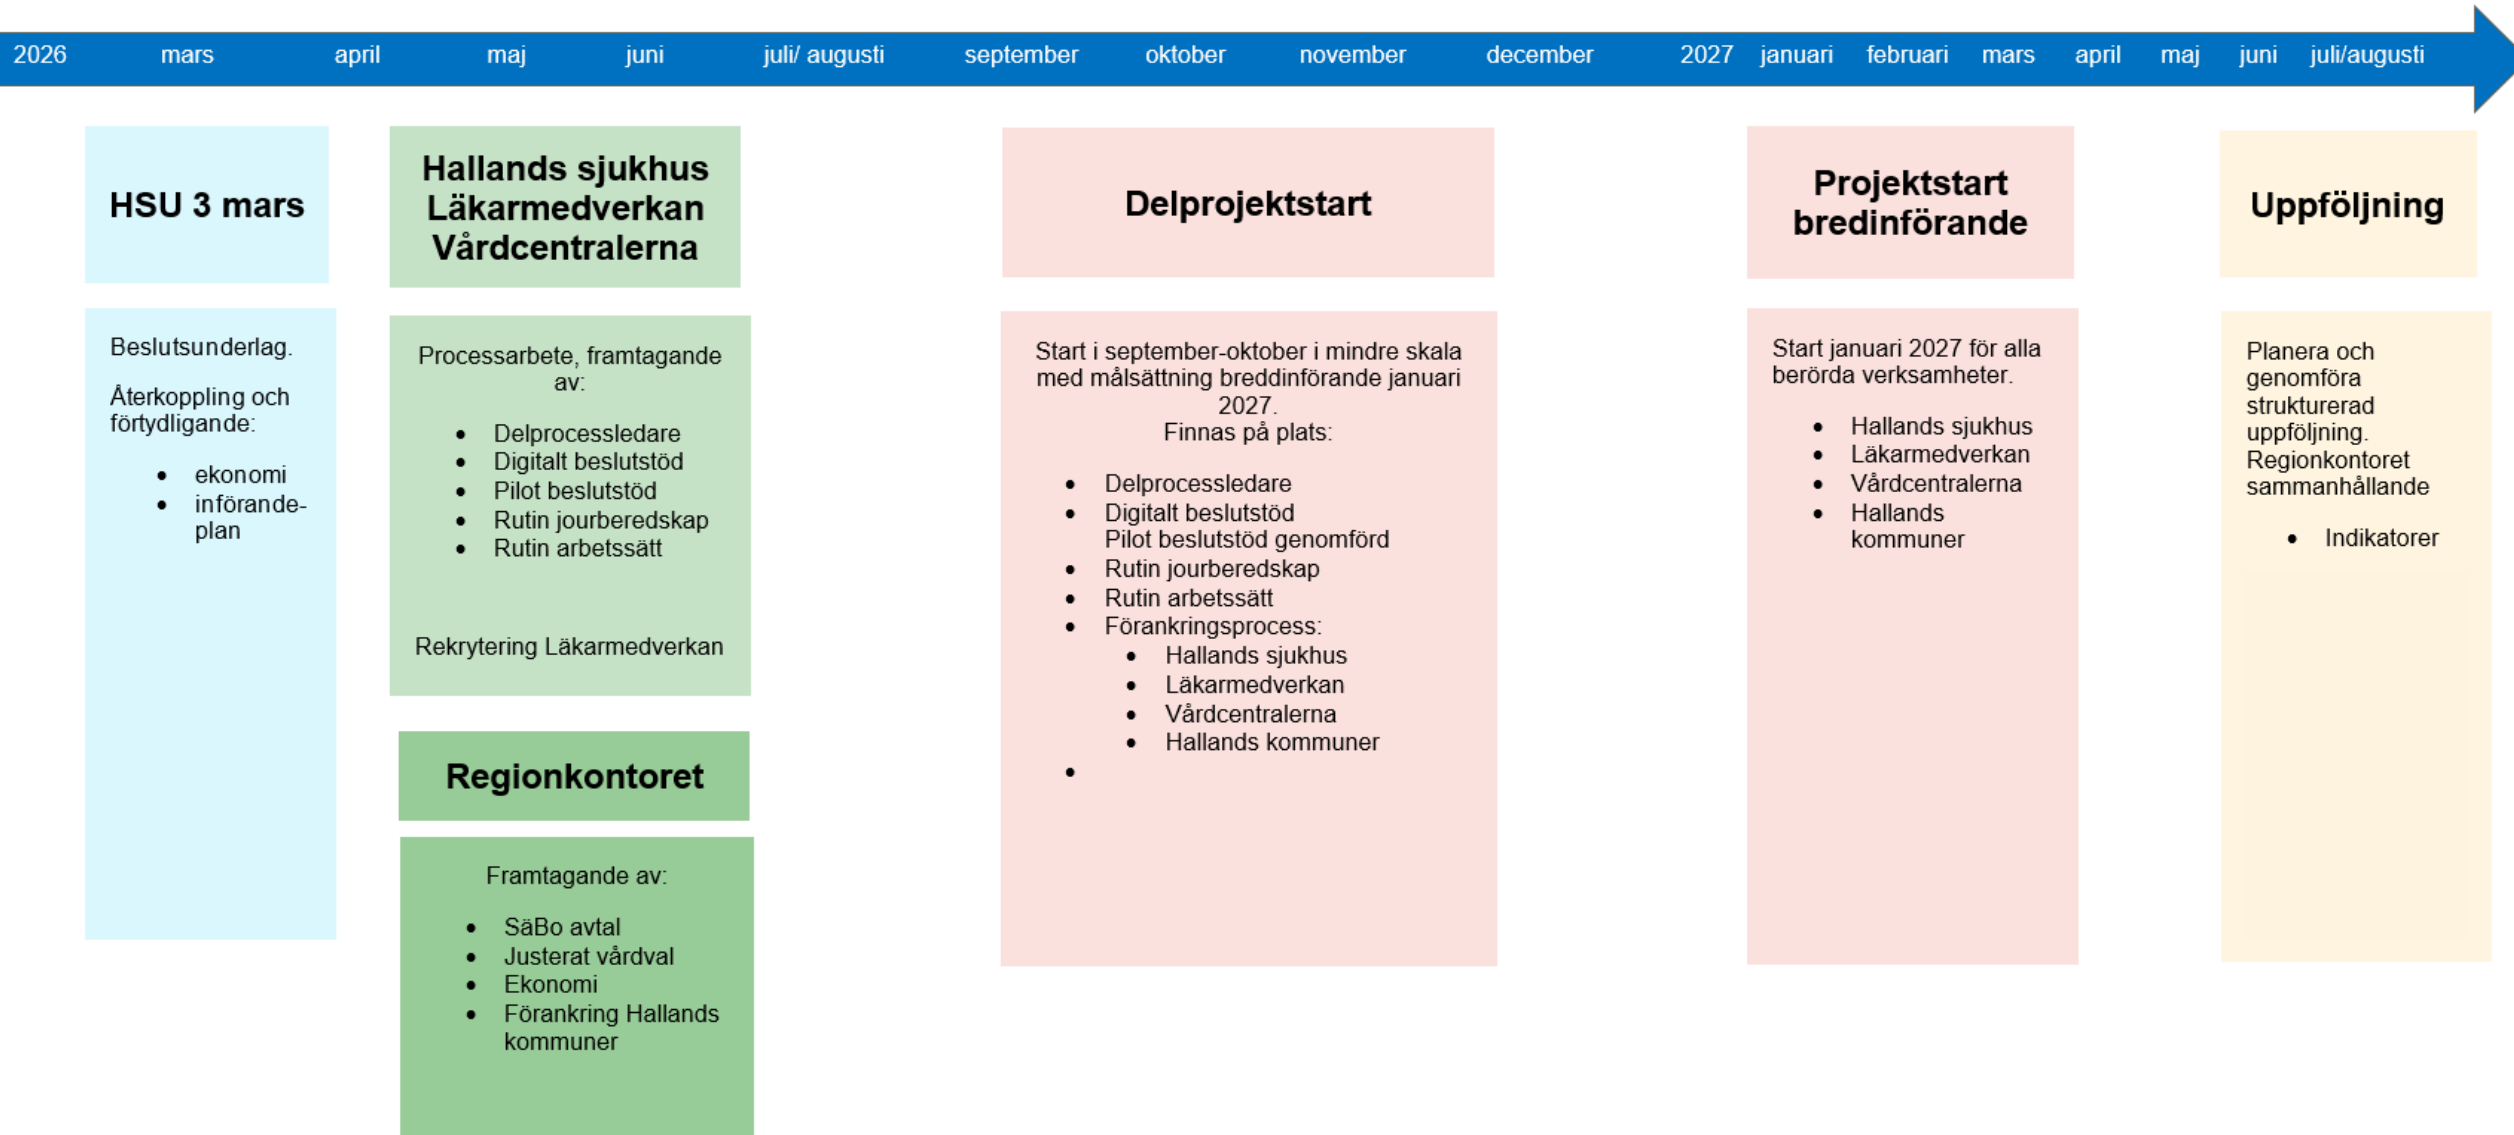 2026 mars april maj juni juli/ augusti september oktober november december 2027 januari februari mars april maj juni juli/augusti
HSU 3 mars
Beslutsunderlag.
Återkoppling och
förtydligande:
• ekonomi
• införande-
plan
Hallands sjukhus
Läkarmedverkan
Vårdcentralerna
Processarbete, framtagande
av:
• Delprocessledare
• Digitalt beslutstöd
• Pilot beslutstöd
• Rutin jourberedskap
• Rutin arbetssätt
Rekrytering Läkarmedverkan
Regionkontoret
Framtagande av:
• SäBo avtal
• Justerat vårdval
• Ekonomi
• Förankring Hallands
kommuner
Delprojektstart
Start i september-oktober i mindre skala
med målsättning breddinförande januari
2027.
Finnas på plats:
• Delprocessledare
• Digitalt beslutstöd
Pilot beslutstöd genomförd
• Rutin jourberedskap
• Rutin arbetssätt
• Förankringsprocess:
• Hallands sjukhus
• Läkarmedverkan
• Vårdcentralerna
• Hallands kommuner
•
Projektstart
bredinförande
Start januari 2027 för alla
berörda verksamheter.
• Hallands sjukhus
• Läkarmedverkan
• Vårdcentralerna
• Hallands
kommuner
Uppföljning
Planera och
genomföra
strukturerad
uppföljning.
Regionkontoret
sammanhållande
• Indikatorer